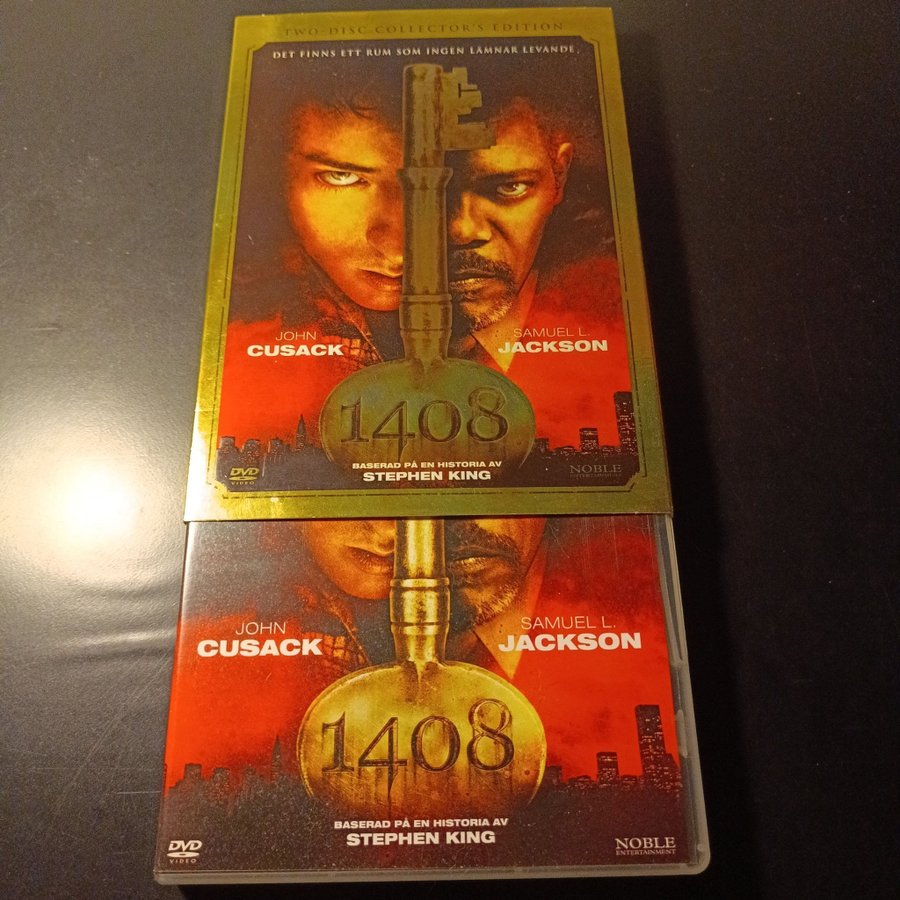 TWO-DISC COLLECTOR'S EDITION
DET FINNS ETT RUM SOM INGEN LÄMNAR LEVANDE.
JOHN
CUSACK
SAMUEL L.
JACKSON
1408
BASERAD PÅ EN HISTORIA AV
STEPHEN KING
DVD
VIDEO
NOBLE
ENTERTAINMENT
JOHN
CUSACK
SAMUEL L.
JACKSON
1408
BASERAD PÅ EN HISTORIA AV
STEPHEN KING
DVD
VIDEO
NOBLE
ENTERTAINMENT